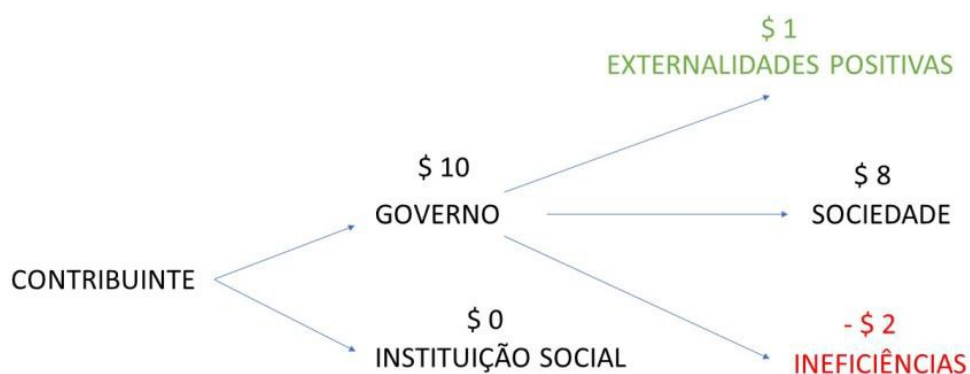 $ 1
EXTERNALIDADES POSITIVAS
$ 10
GOVERNO
$ 8
SOCIEDADE
CONTRIBUINTE
$ 0
INSTITUIÇÃO SOCIAL
- $ 2
INEFICIÊNCIAS